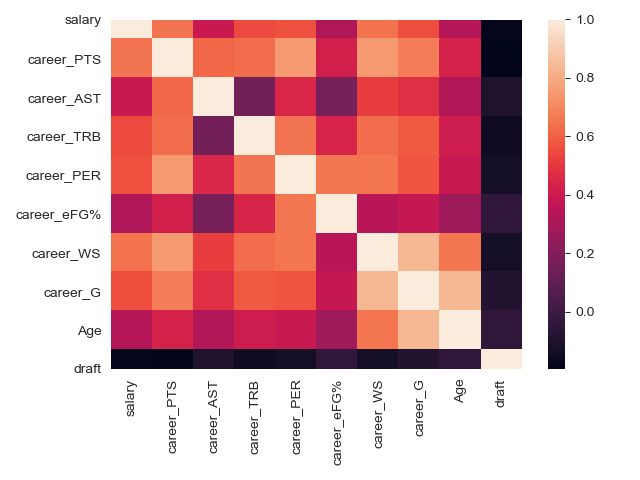 salary
career_PTS
career_AST
career_TRB
career_PER
career_eFG%
career_WS
career_G
Age
draft
salary
career_PTS
career_AST
career_TRB
career_PER
career_eFG%
career_WS
career_G
Age
draft
1.0
0.8
0.6
0.4
0.2
0.0